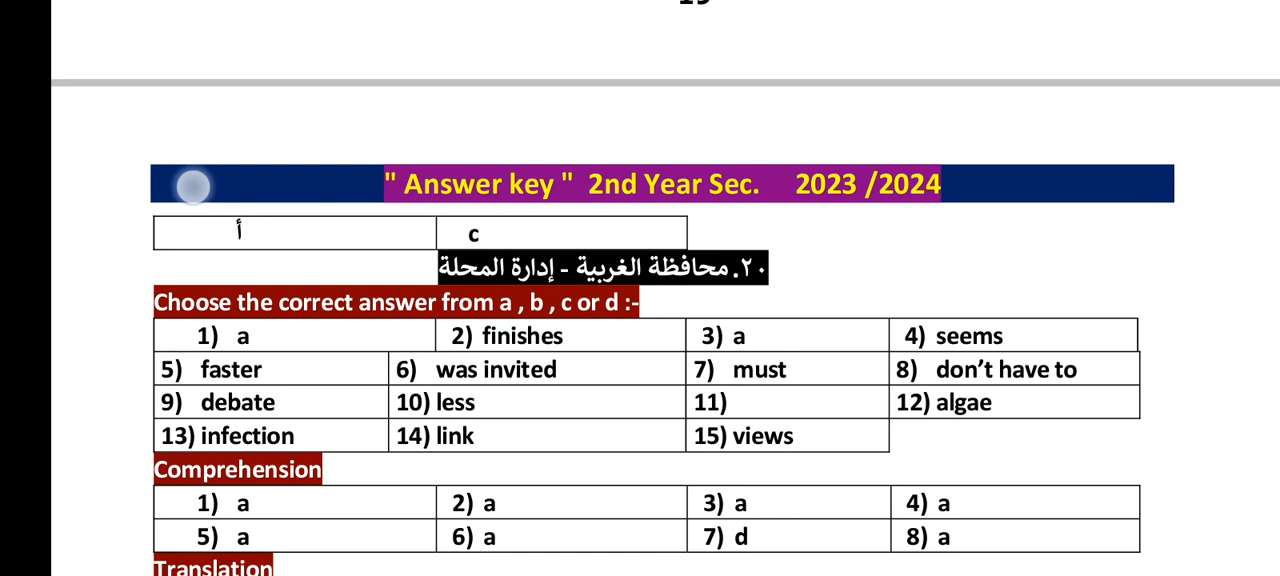 19
" Answer key " 2nd Year Sec. 2023 /2024
أ c
٢٠. محافظة الغربية - إدارة المحلة
Choose the correct answer from a , b , c or d :-
1) a 2) finishes 3) a 4) seems
5) faster 6) was invited 7) must 8) don’t have to
9) debate 10) less 11) 12) algae
13) infection 14) link 15) views
Comprehension
1) a 2) a 3) a 4) a
5) a 6) a 7) d 8) a
Translation